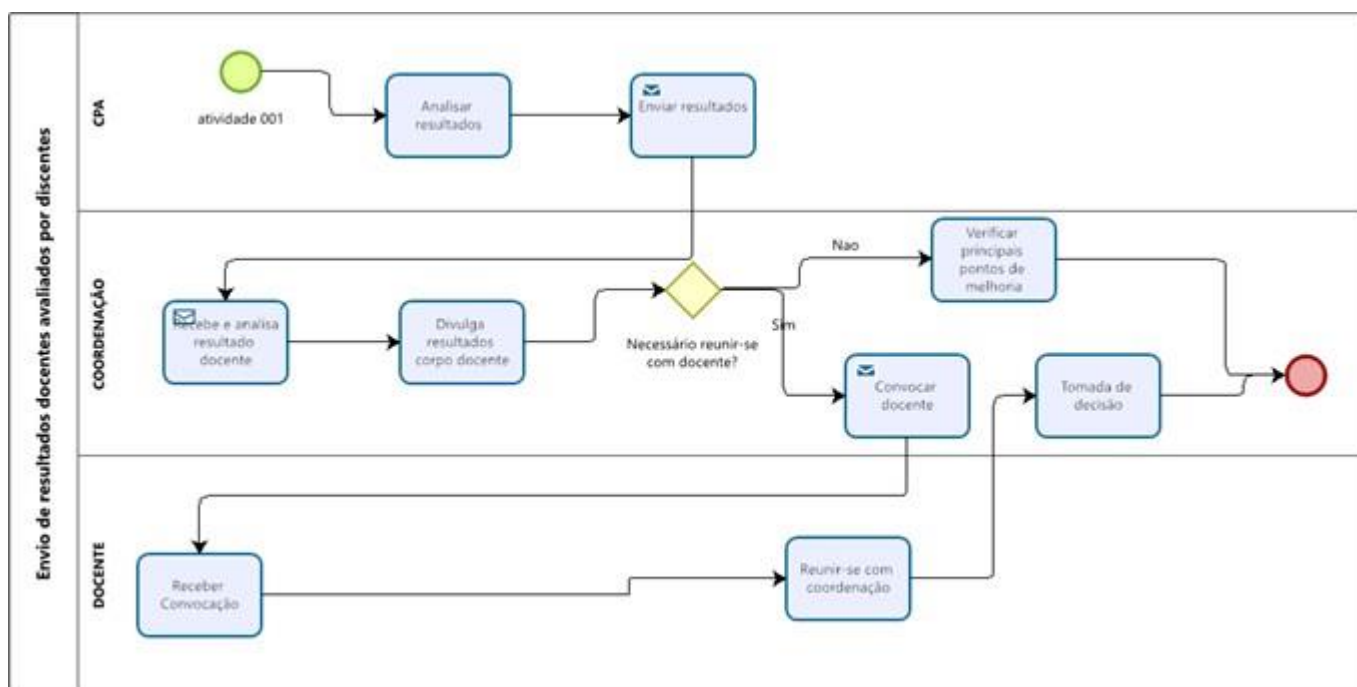 Envio de resultados docentes avaliados por discentes
CPA
atividade 001
Analisar
resultados
Enviar resultados
COORDENAÇÃO
Recebe e analisa
resultado
docente
Divulga
resultados
corpo docente
Necessário reunir-se
com docente?
Nao
Sim
Verificar
principais
pontos de
melhoria
Convocar
docente
Tomada de
decisão
DOCENTE
Receber
Convocação
Reunir-se com
coordenação